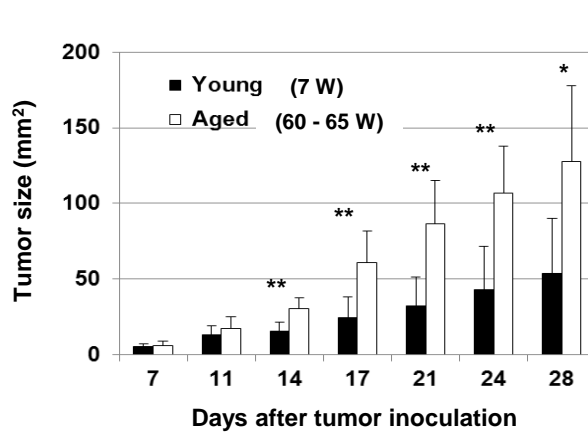 200
150
100
50
0
Tumor size (mm²)
Young (7 W)
Aged (60 - 65 W)
**
**
**
**
*
7 11 14 17 21 24 28
Days after tumor inoculation